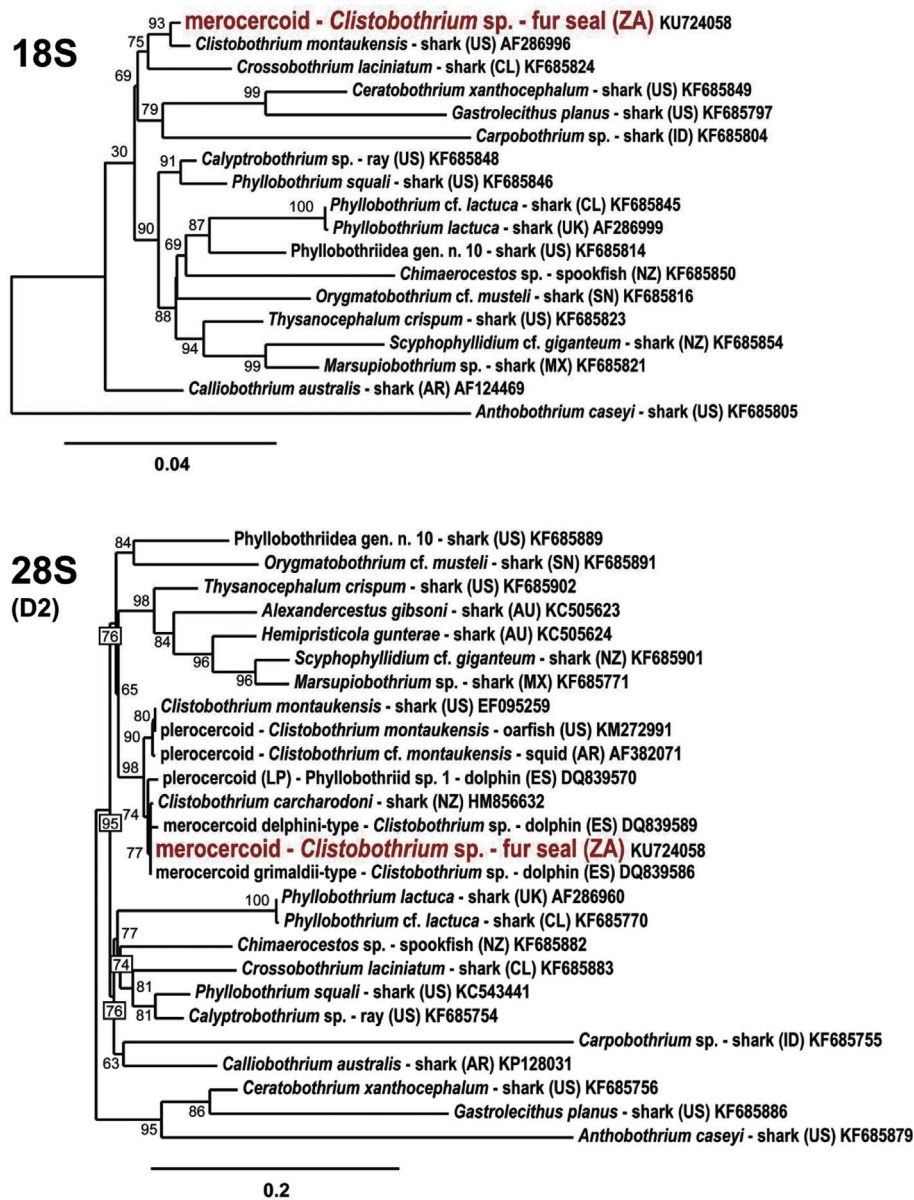 18S
93
merocercoid - Clistobothrium sp. - fur seal (ZA) KU724058
75
Clistobothrium montaukensis - shark (US) AF286996
Crossobothrium laciniatum - shark (CL) KF685824
69
99
Ceratobothrium xanthocephalum - shark (US) KF685849
Gastrolecithus planus - shark (US) KF685797
79
Carpobothrium sp. - shark (ID) KF685804
30
91
Calyptrobothrium sp. - ray (US) KF685848
Phyllobothrium squali - shark (US) KF685846
100
Phyllobothrium cf. lactuca - shark (CL) KF685845
Phyllobothrium lactuca - shark (UK) AF286999
90
87
69
Phyllobothriidea gen. n. 10 - shark (US) KF685814
Chimaerocestos sp. - spookfish (NZ) KF685850
Orygmatobothrium cf. musteli - shark (SN) KF685816
88
Thysanocephalum crispum - shark (US) KF685823
94
Scyphophyllidium cf. giganteum - shark (NZ) KF685854
99
Marsupiobothrium sp. - shark (MX) KF685821
Calliobothrium australis - shark (AR) AF124469
Anthobothrium caseyi - shark (US) KF685805
0.04
28S
(D2)
84
Phyllobothriidea gen. n. 10 - shark (US) KF685889
Orygmatobothrium cf. musteli - shark (SN) KF685891
98
Thysanocephalum crispum - shark (US) KF685902
Alexandercestus gibsoni - shark (AU) KC505623
76
84
Hemipristicola gunterae - shark (AU) KC505624
96
Scyphophyllidium cf. giganteum - shark (NZ) KF685901
96
Marsupiobothrium sp. - shark (MX) KF685771
65
Clistobothrium montaukensis - shark (US) EF095259
80
plerocercoid - Clistobothrium montaukensis - oarfish (US) KM272991
90
plerocercoid - Clistobothrium cf. montaukensis - squid (AR) AF382071
98
plerocercoid (LP) - Phyllobothriid sp. 1 - dolphin (ES) DQ839570
Clistobothrium carcharodoni - shark (NZ) HM856632
95
74
merocercoid delphini-type - Clistobothrium sp. - dolphin (ES) DQ839589
77
merocercoid - Clistobothrium sp. - fur seal (ZA) KU724058
merocercoid grimaldii-type - Clistobothrium sp. - dolphin (ES) DQ839586
100
Phyllobothrium lactuca - shark (UK) AF286960
Phyllobothrium cf. lactuca - shark (CL) KF685770
77
Chimaerocestos sp. - spookfish (NZ) KF685882
74
Crossobothrium laciniatum - shark (CL) KF685883
81
Phyllobothrium squali - shark (US) KC543441
76
81
Calyptrobothrium sp. - ray (US) KF685754
Carpobothrium sp. - shark (ID) KF685755
63
Calliobothrium australis - shark (AR) KP128031
Ceratobothrium xanthocephalum - shark (US) KF685756
86
Gastrolecithus planus - shark (US) KF685886
95
Anthobothrium caseyi - shark (US) KF685879
0.2